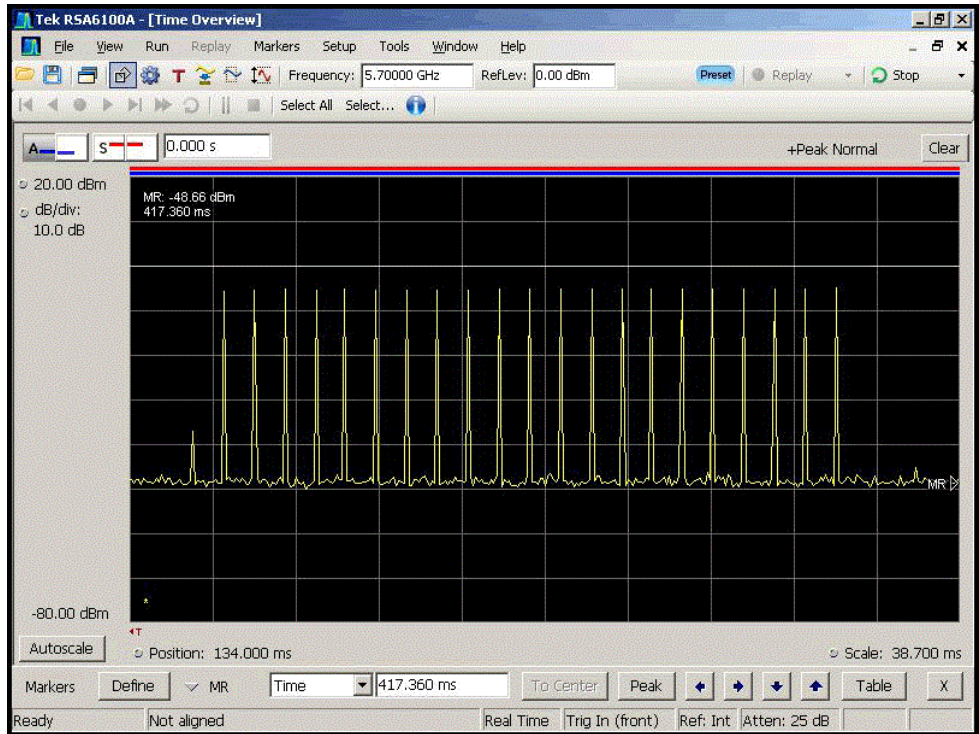 Tek RSA6100A - [Time Overview]
File View Run Replay Markers Setup Tools Window Help
T Frequency: 5.70000 GHz RefLev: 0.00 dBm Preset Replay Stop
Select All Select...
A S 0.000 s +Peak Normal Clear
20.00 dBm
dB/div:
10.0 dB
MR: -48.66 dBm
417.360 ms
MR
-80.00 dBm
T
Autoscale Position: 134.000 ms Scale: 38.700 ms
Markers Define MR Time 417.360 ms To Center Peak Table X
Ready Not aligned Real Time Trig In (front) Ref: Int Atten: 25 dB